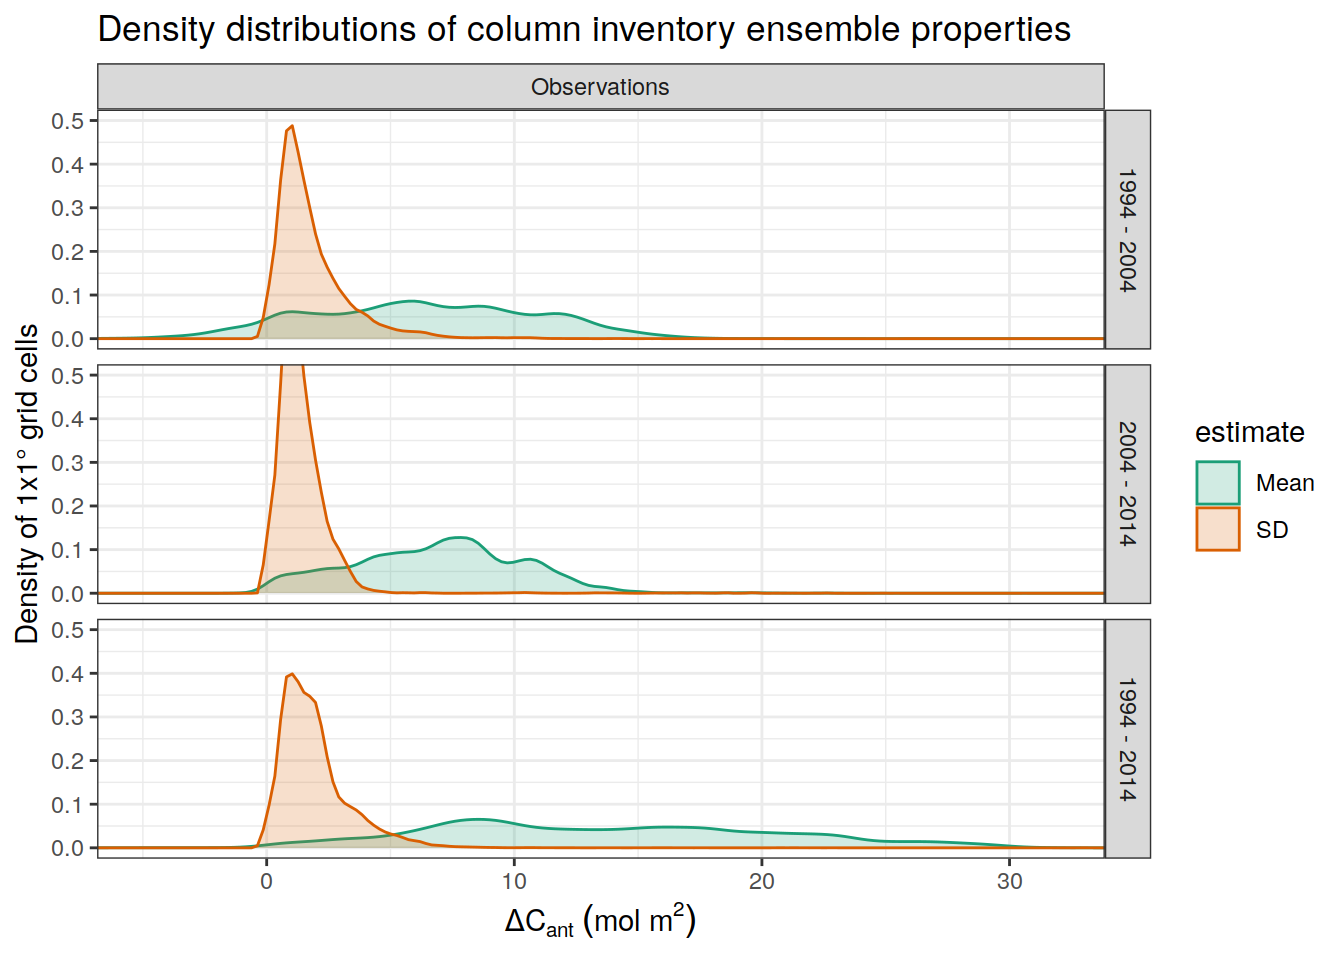 Density distributions of column inventory ensemble properties
Observations
0.5
0.4
0.3
0.2
0.1
0.0
1994 - 2004
0.5
0.4
0.3
0.2
0.1
0.0
2004 - 2014
0.5
0.4
0.3
0.2
0.1
0.0
1994 - 2014
0 10 20 30
Density of 1x1° grid cells
ΔC_ant (mol m²)
estimate
Mean
SD